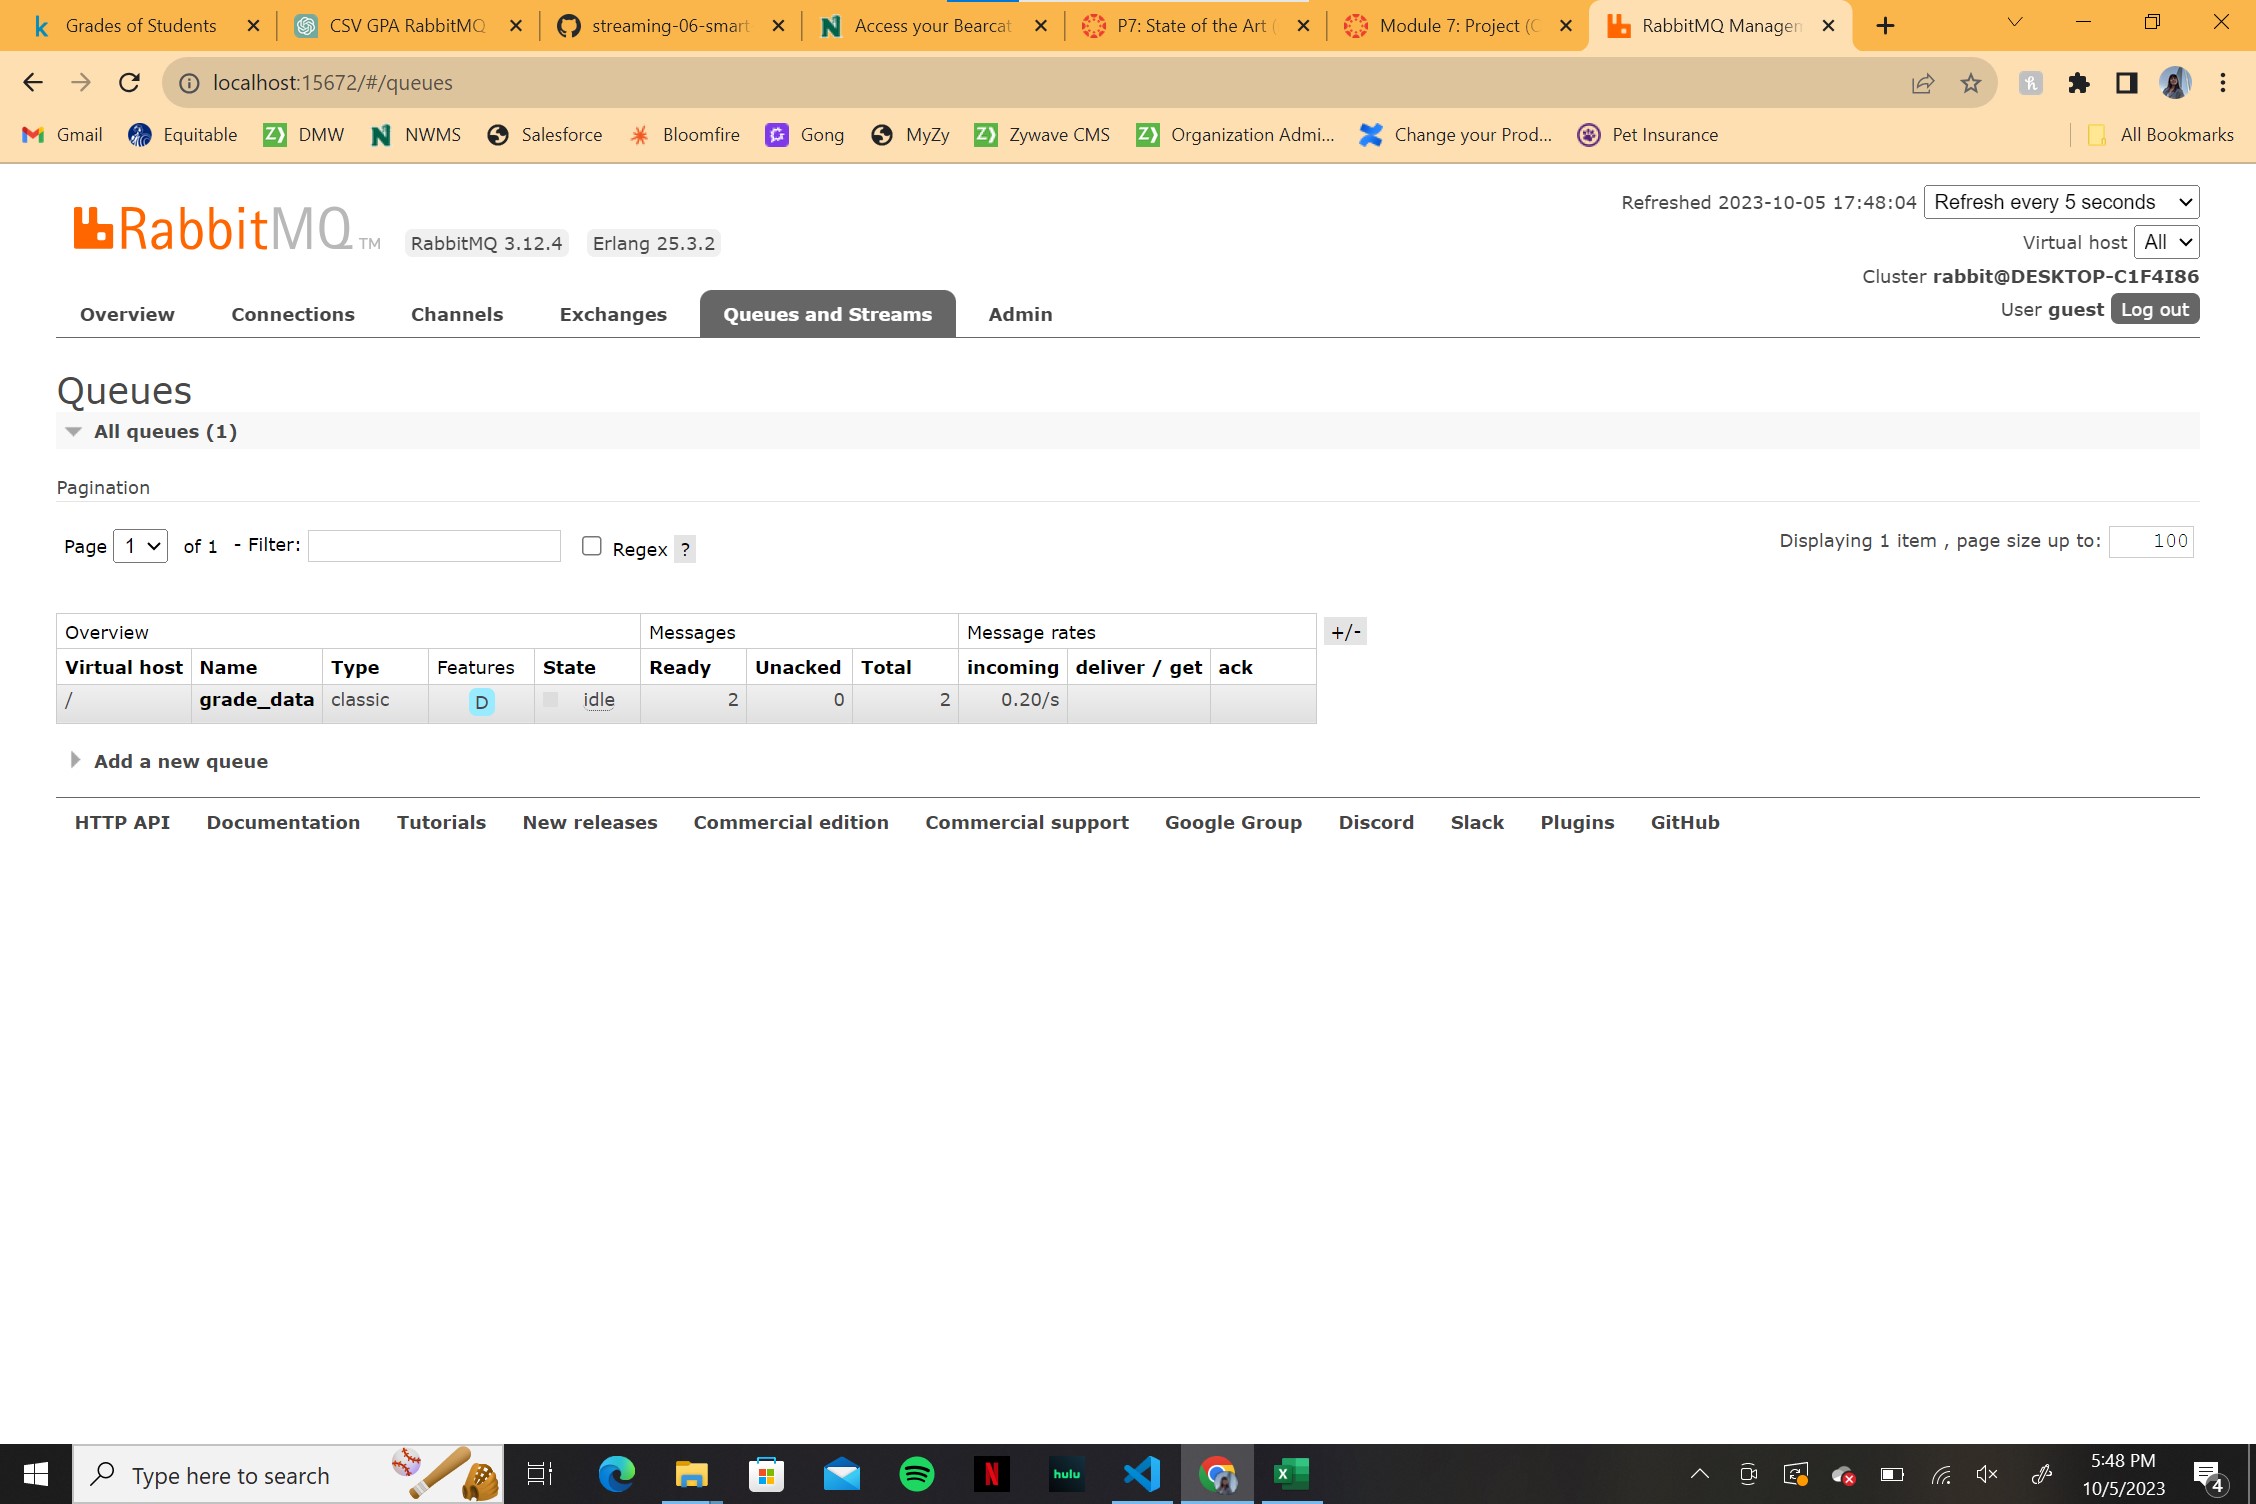 Grades of Students
CSV GPA RabbitMQ
streaming-06-smart
Access your Bearcat
P7: State of the Art (
Module 7: Project (C
RabbitMQ Managem
localhost:15672/#/queues
Gmail
Equitable
DMW
NWMS
Salesforce
Bloomfire
Gong
MyZy
Zywave CMS
Organization Admi...
Change your Prod...
Pet Insurance
All Bookmarks
RabbitMQ TM
RabbitMQ 3.12.4
Erlang 25.3.2
Refreshed 2023-10-05 17:48:04
Refresh every 5 seconds
Virtual host All
Cluster rabbit@DESKTOP-C1F4I86
User guest Log out
Overview
Connections
Channels
Exchanges
Queues and Streams
Admin
Queues
All queues (1)
Pagination
Page 1 of 1 - Filter: Regex ?
Displaying 1 item , page size up to: 100
Overview Messages Message rates +/-
Virtual host Name Type Features State Ready Unacked Total incoming deliver / get ack
/ grade_data classic D idle 2 0 2 0.20/s
Add a new queue
HTTP API Documentation Tutorials New releases Commercial edition Commercial support Google Group Discord Slack Plugins GitHub
Type here to search
N
hulu
X
5:48 PM
10/5/2023
4